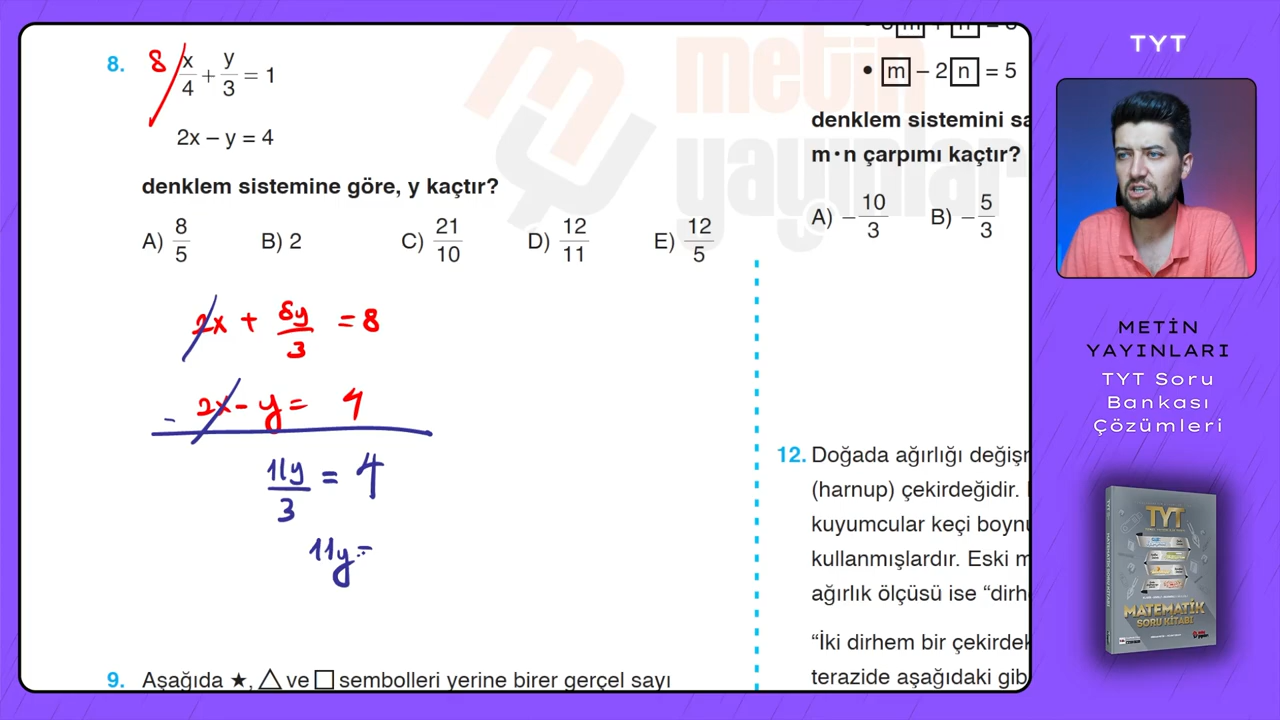 TYT
8. 8 x/4 + y/3 = 1
2x – y = 4
denklem sistemine göre, y kaçtır?
A) 8/5 B) 2 C) 21/10 D) 12/11 E) 12/5
2x + 8y/3 = 8
- 2x - y = 4
11y/3 = 4
11y =
9. Aşağıda ★, △ ve □ sembolleri yerine birer gerçel sayı
• m – 2 n = 5
denklem sistemini sa
m • n çarpımı kaçtır?
A) – 10/3 B) – 5/3
12. Doğada ağırlığı değişr
(harnup) çekirdeğidir.
kuyumcular keçi boynu
kullanmışlardır. Eski m
ağırlık ölçüsü ise “dirhe
“İki dirhem bir çekirdek
terazide aşağıdaki gib
metin
yayınları
METİN
YAYINLARI
TYT Soru
Bankası
Çözümleri
TYT
MATEMATİK
SORU KİTABI